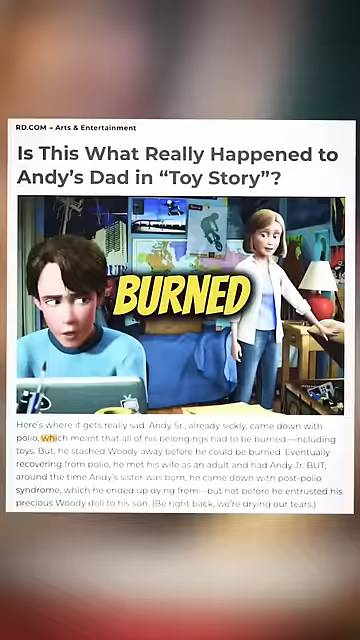 RD.COM → Arts & Entertainment
Is This What Really Happened to
Andy's Dad in “Toy Story”?
BURNED
Here's where it gets really sad. Andy Sr., already sickly, came down with
polio, which meant that all of his belongings had to be burned—including
toys. But, he stashed Woody away before he could be burned. Eventually
recovering from polio, he met his wife as an adult and had Andy Jr. BUT,
around the time Andy's sister was born, he came down with post-polio
syndrome, which he ended up dying from—but not before he entrusted his
precious Woody doll to his son. (Be right back, we're drying our tears.)